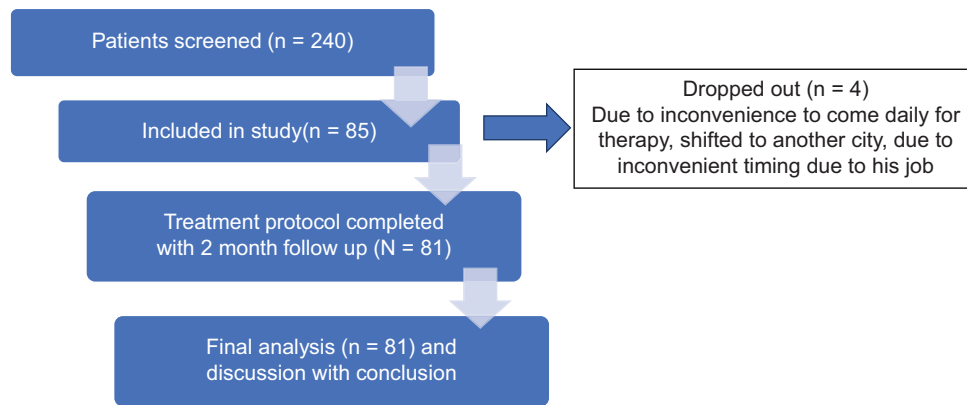 Patients screened (n = 240)
Included in study(n = 85)
Dropped out (n = 4)
Due to inconvenience to come daily for
therapy, shifted to another city, due to
inconvenient timing due to his job
Treatment protocol completed
with 2 month follow up (N = 81)
Final analysis (n = 81) and
discussion with conclusion